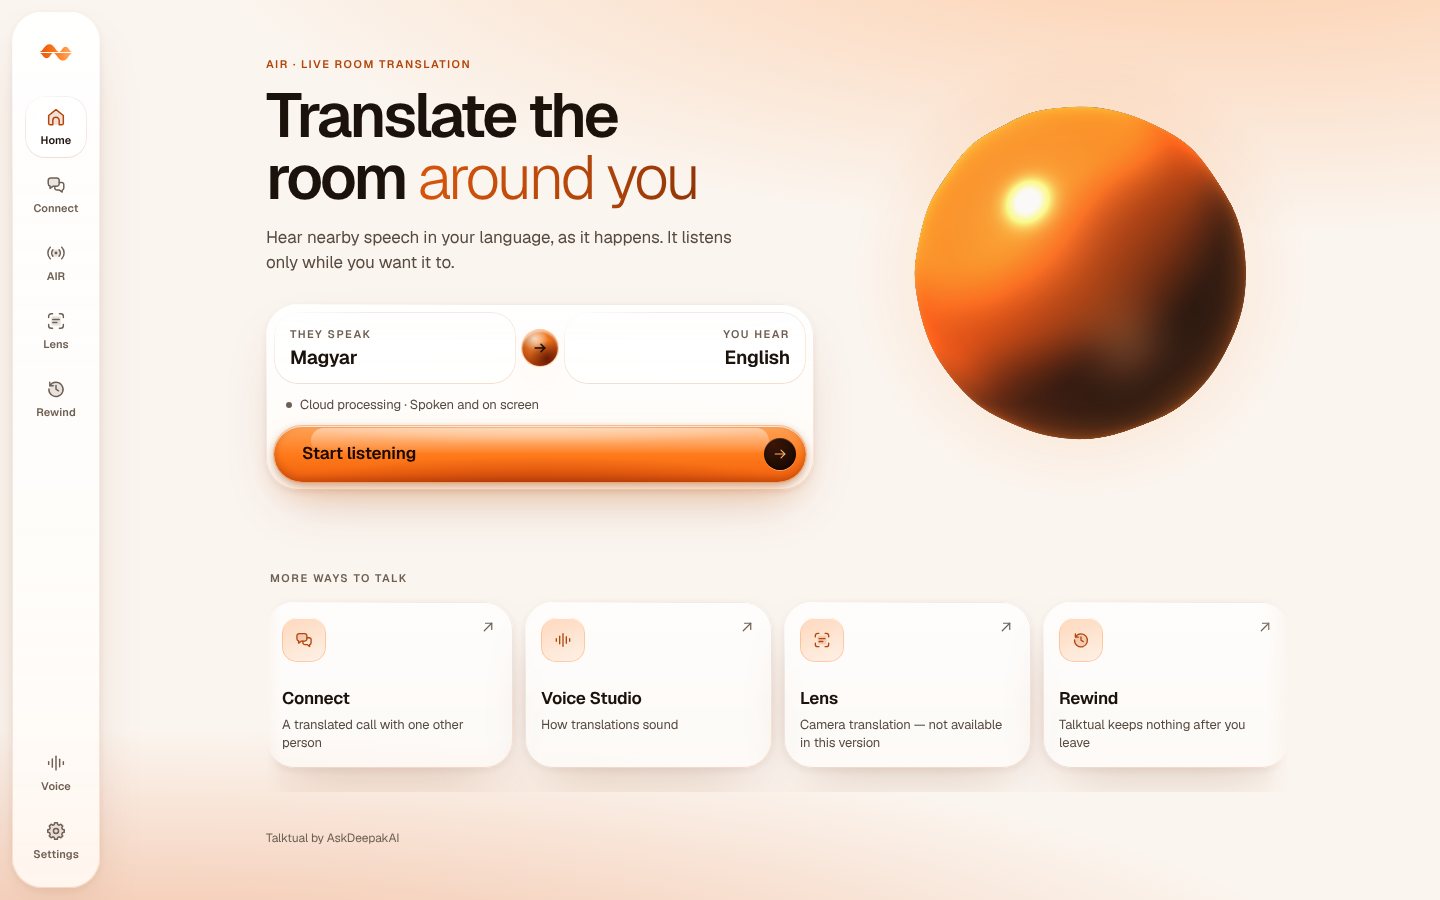 Home
Connect
AIR
Lens
Rewind
Voice
Settings
AIR · LIVE ROOM TRANSLATION
Translate the
room around you
Hear nearby speech in your language, as it happens. It listens
only while you want it to.
THEY SPEAK
Magyar
YOU HEAR
English
Cloud processing · Spoken and on screen
Start listening
MORE WAYS TO TALK
Connect
A translated call with one other
person
Voice Studio
How translations sound
Lens
Camera translation — not available
in this version
Rewind
Talktual keeps nothing after you
leave
Talktual by AskDeepakAI